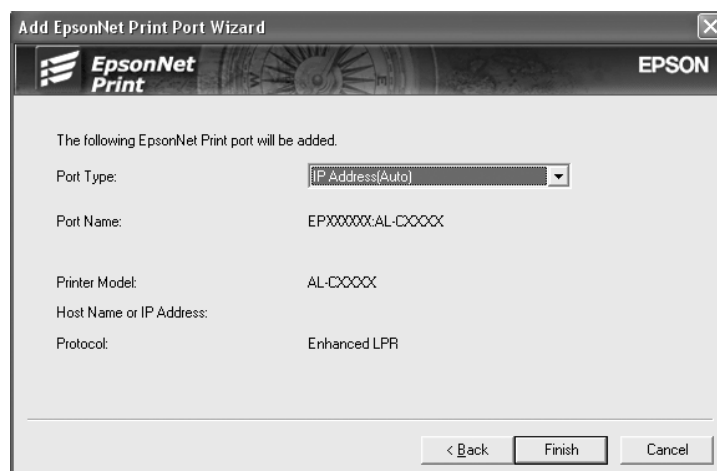 Add EpsonNet Print Port Wizard
EpsonNet
Print
EPSON
The following EpsonNet Print port will be added.
Port Type: IP Address(Auto)
Port Name: EPXXXXXX:AL-CXXXX
Printer Model: AL-CXXXX
Host Name or IP Address:
Protocol: Enhanced LPR
< Back Finish Cancel